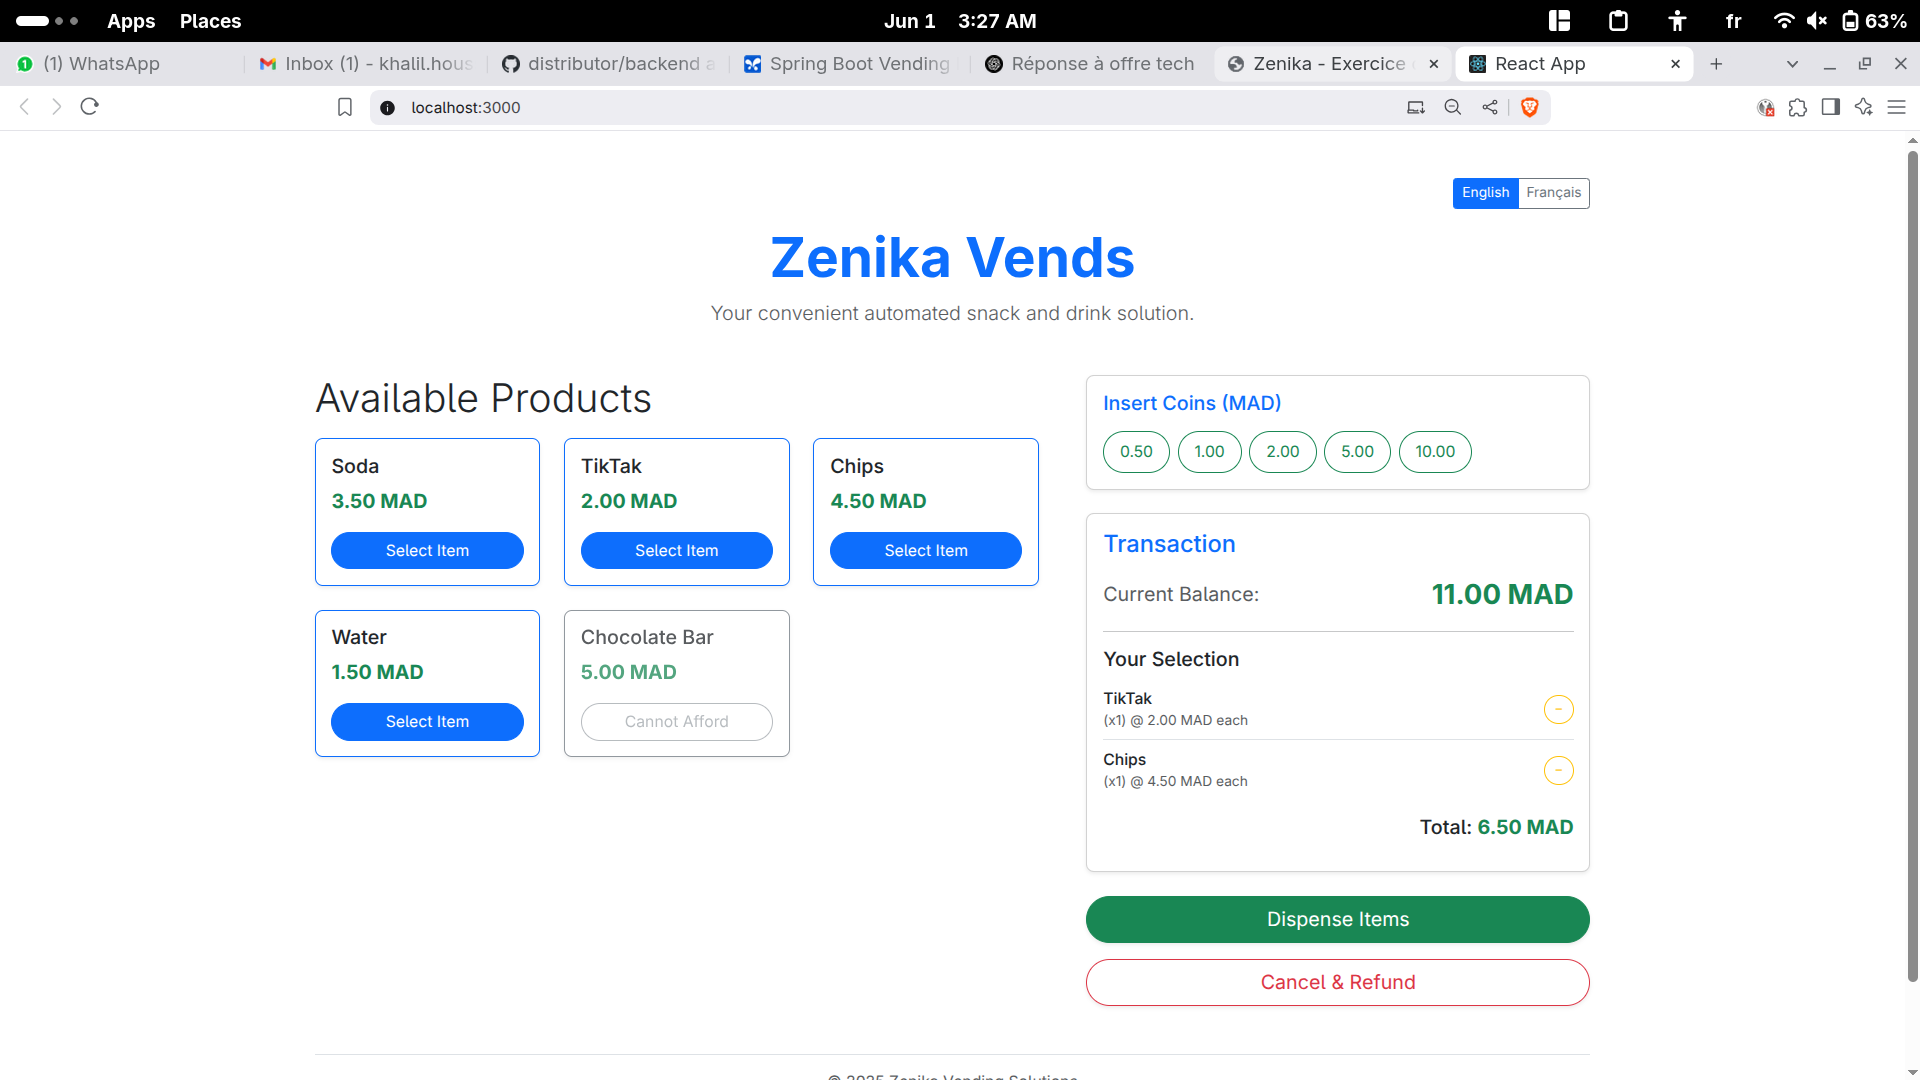 Apps Places Jun 1 3:27 AM fr 63%
(1) WhatsApp Inbox (1) - khalil.hous distributor/backend a Spring Boot Vending Réponse à offre tech Zenika - Exercice React App
localhost:3000
English Français
Zenika Vends
Your convenient automated snack and drink solution.
Available Products
Soda
3.50 MAD
Select Item
TikTak
2.00 MAD
Select Item
Chips
4.50 MAD
Select Item
Water
1.50 MAD
Select Item
Chocolate Bar
5.00 MAD
Cannot Afford
Insert Coins (MAD)
0.50 1.00 2.00 5.00 10.00
Transaction
Current Balance: 11.00 MAD
Your Selection
TikTak
(x1) @ 2.00 MAD each
-
Chips
(x1) @ 4.50 MAD each
-
Total: 6.50 MAD
Dispense Items
Cancel & Refund
© 2025 Zenika Vending Solutions